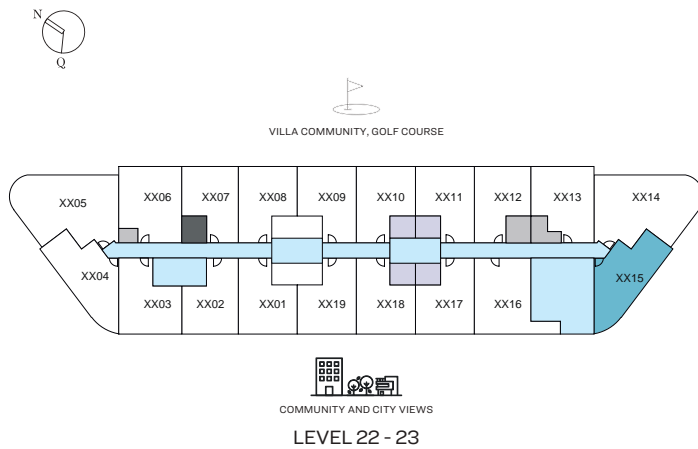 N
Q
VILLA COMMUNITY, GOLF COURSE
XX05
XX06
XX07
XX08
XX09
XX10
XX11
XX12
XX13
XX14
XX04
XX03
XX02
XX01
XX19
XX18
XX17
XX16
XX15
COMMUNITY AND CITY VIEWS
LEVEL 22 - 23